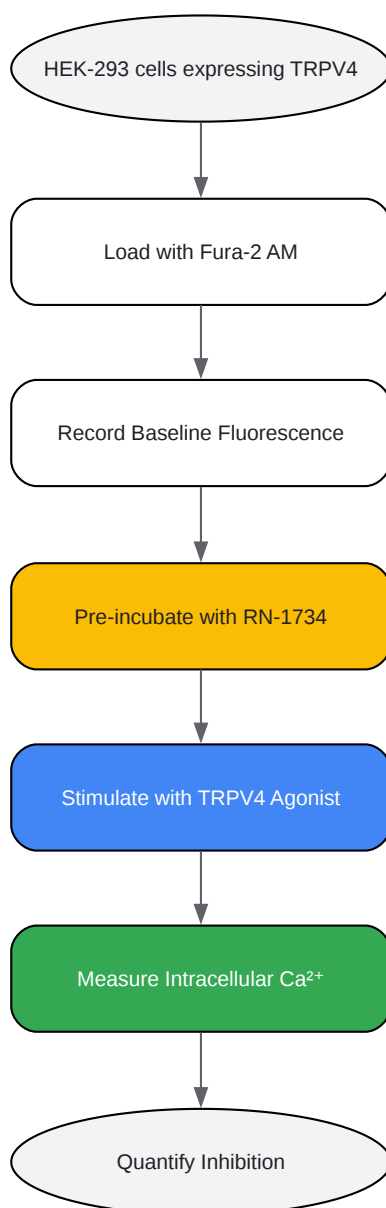 HEK-293 cells expressing TRPV4
Load with Fura-2 AM
Record Baseline Fluorescence
Pre-incubate with RN-1734
Stimulate with TRPV4 Agonist
Measure Intracellular Ca²⁺
Quantify Inhibition